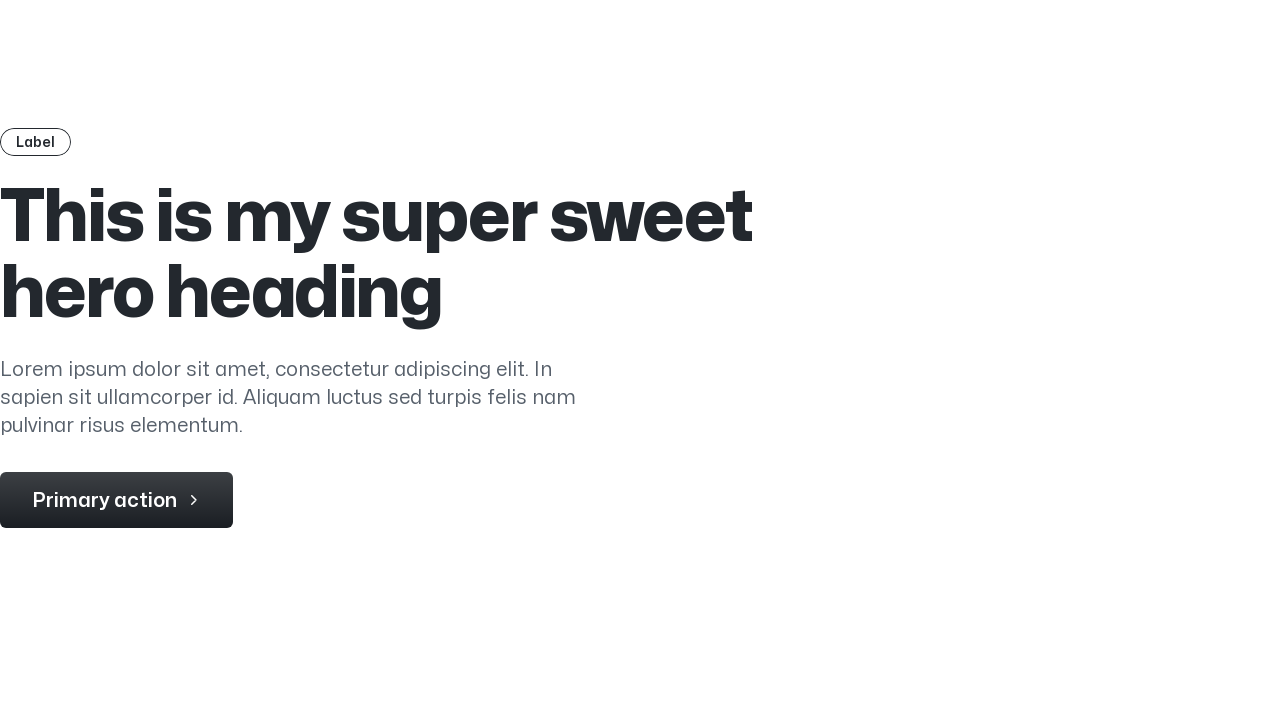 Label
This is my super sweet
hero heading
Lorem ipsum dolor sit amet, consectetur adipiscing elit. In
sapien sit ullamcorper id. Aliquam luctus sed turpis felis nam
pulvinar risus elementum.
Primary action